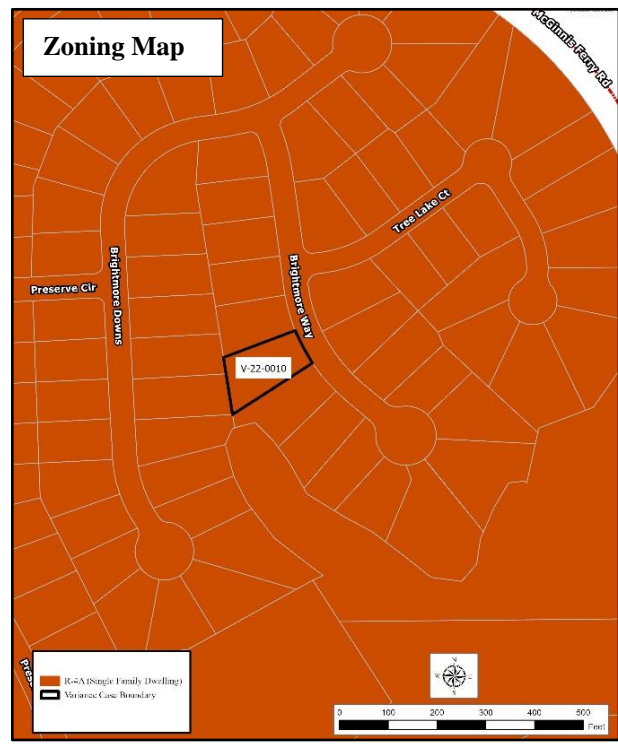 Zoning Map
McGinnis Ferry Rd
Tree Lake Ct
Brightmore Downs
Preserve Cir
Brightmore Way
V-22-0010
Pres
R-4A (Single Family Dwelling)
Variance Case Boundary
N
W E
S
0 100 200 300 400 500
Feet